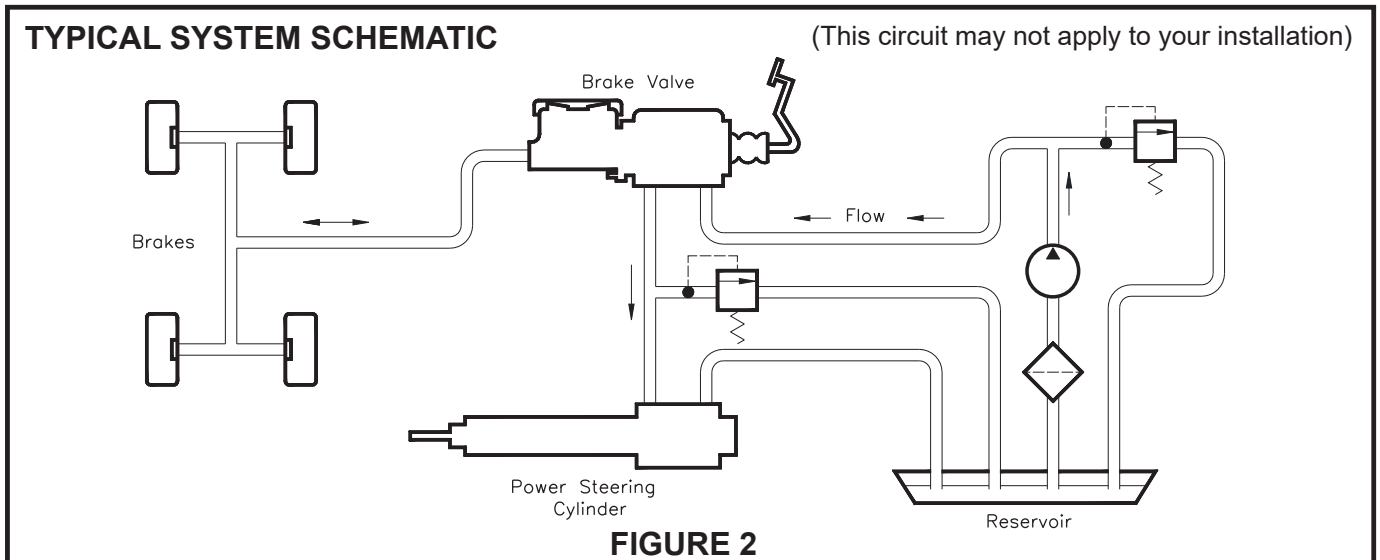 TYPICAL SYSTEM SCHEMATIC
(This circuit may not apply to your installation)
Brake Valve
Flow
Brakes
Power Steering
Cylinder
Reservoir
FIGURE 2